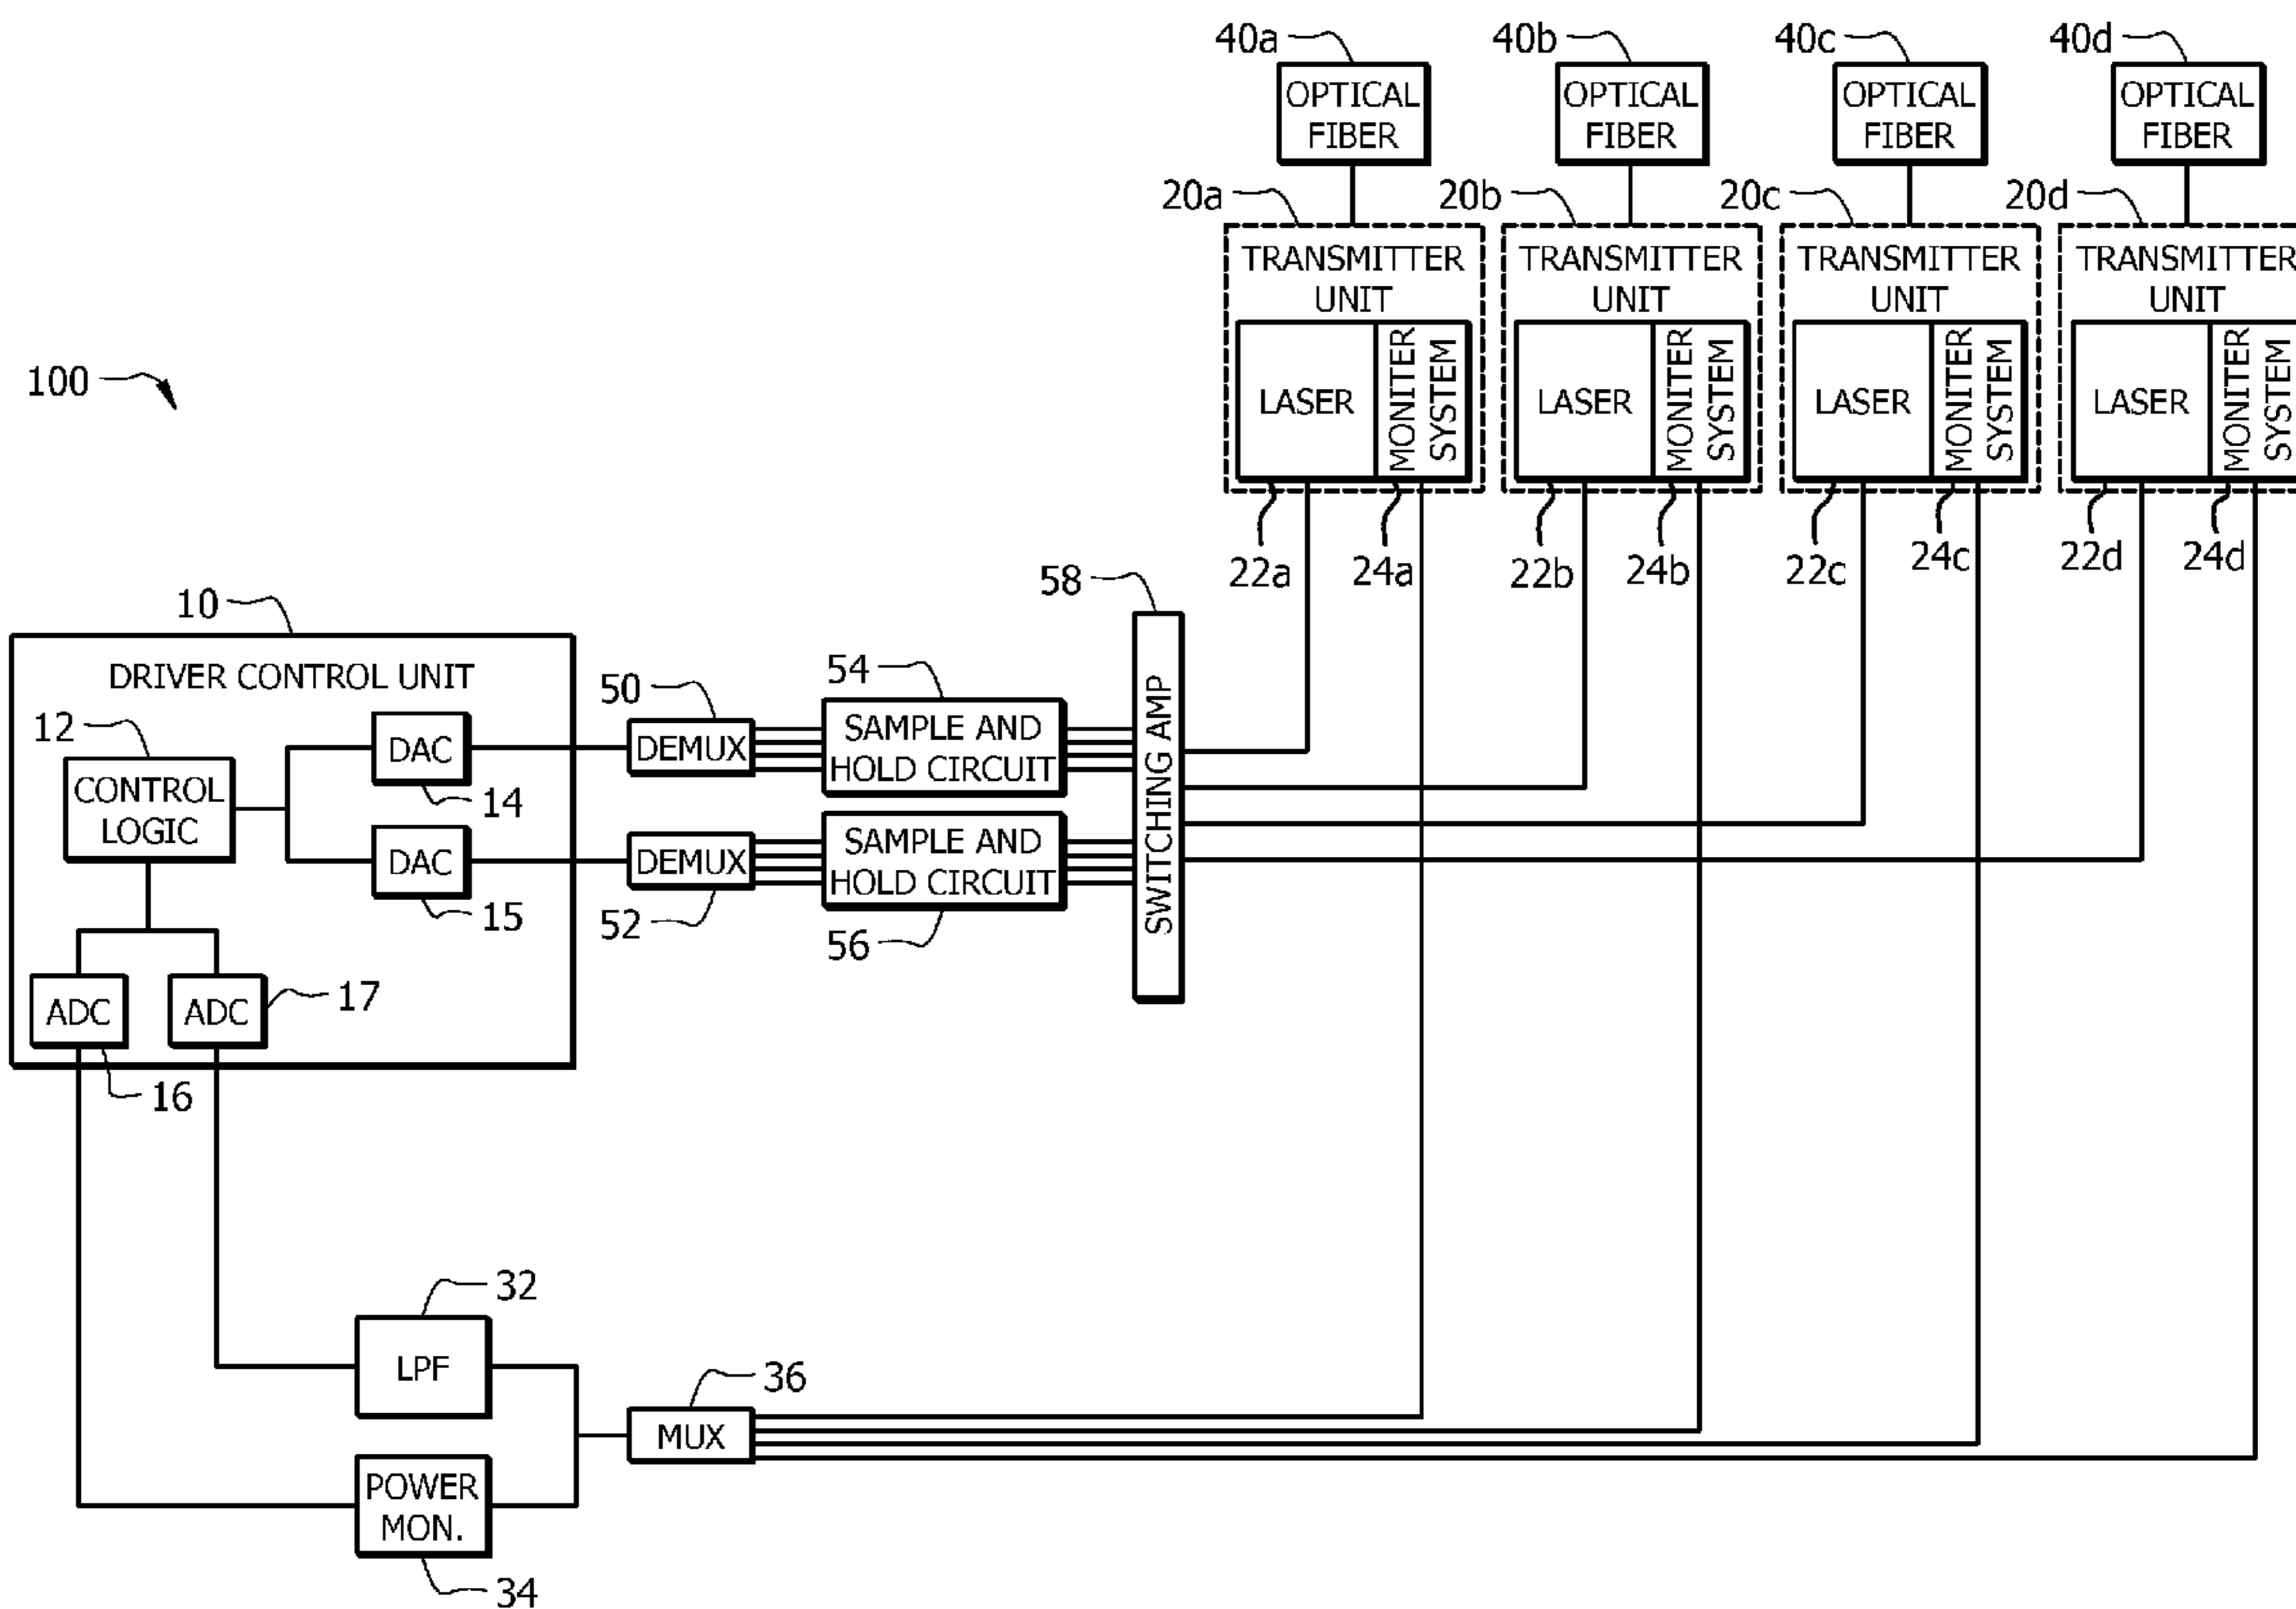 40a
40b
40c
40d
OPTICAL FIBER
OPTICAL FIBER
OPTICAL FIBER
OPTICAL FIBER
20a
20b
20c
20d
TRANSMITTER UNIT
TRANSMITTER UNIT
TRANSMITTER UNIT
TRANSMITTER UNIT
LASER
MONITER SYSTEM
LASER
MONITER SYSTEM
LASER
MONITER SYSTEM
LASER
MONITER SYSTEM
100
22a
24a
22b
24b
22c
24c
22d
24d
58
SWITCHING AMP
10
DRIVER CONTROL UNIT
12
CONTROL LOGIC
DAC
14
DAC
15
50
DEMUX
52
DEMUX
54
SAMPLE AND HOLD CIRCUIT
SAMPLE AND HOLD CIRCUIT
56
ADC
16
ADC
17
32
LPF
36
MUX
POWER MON.
34